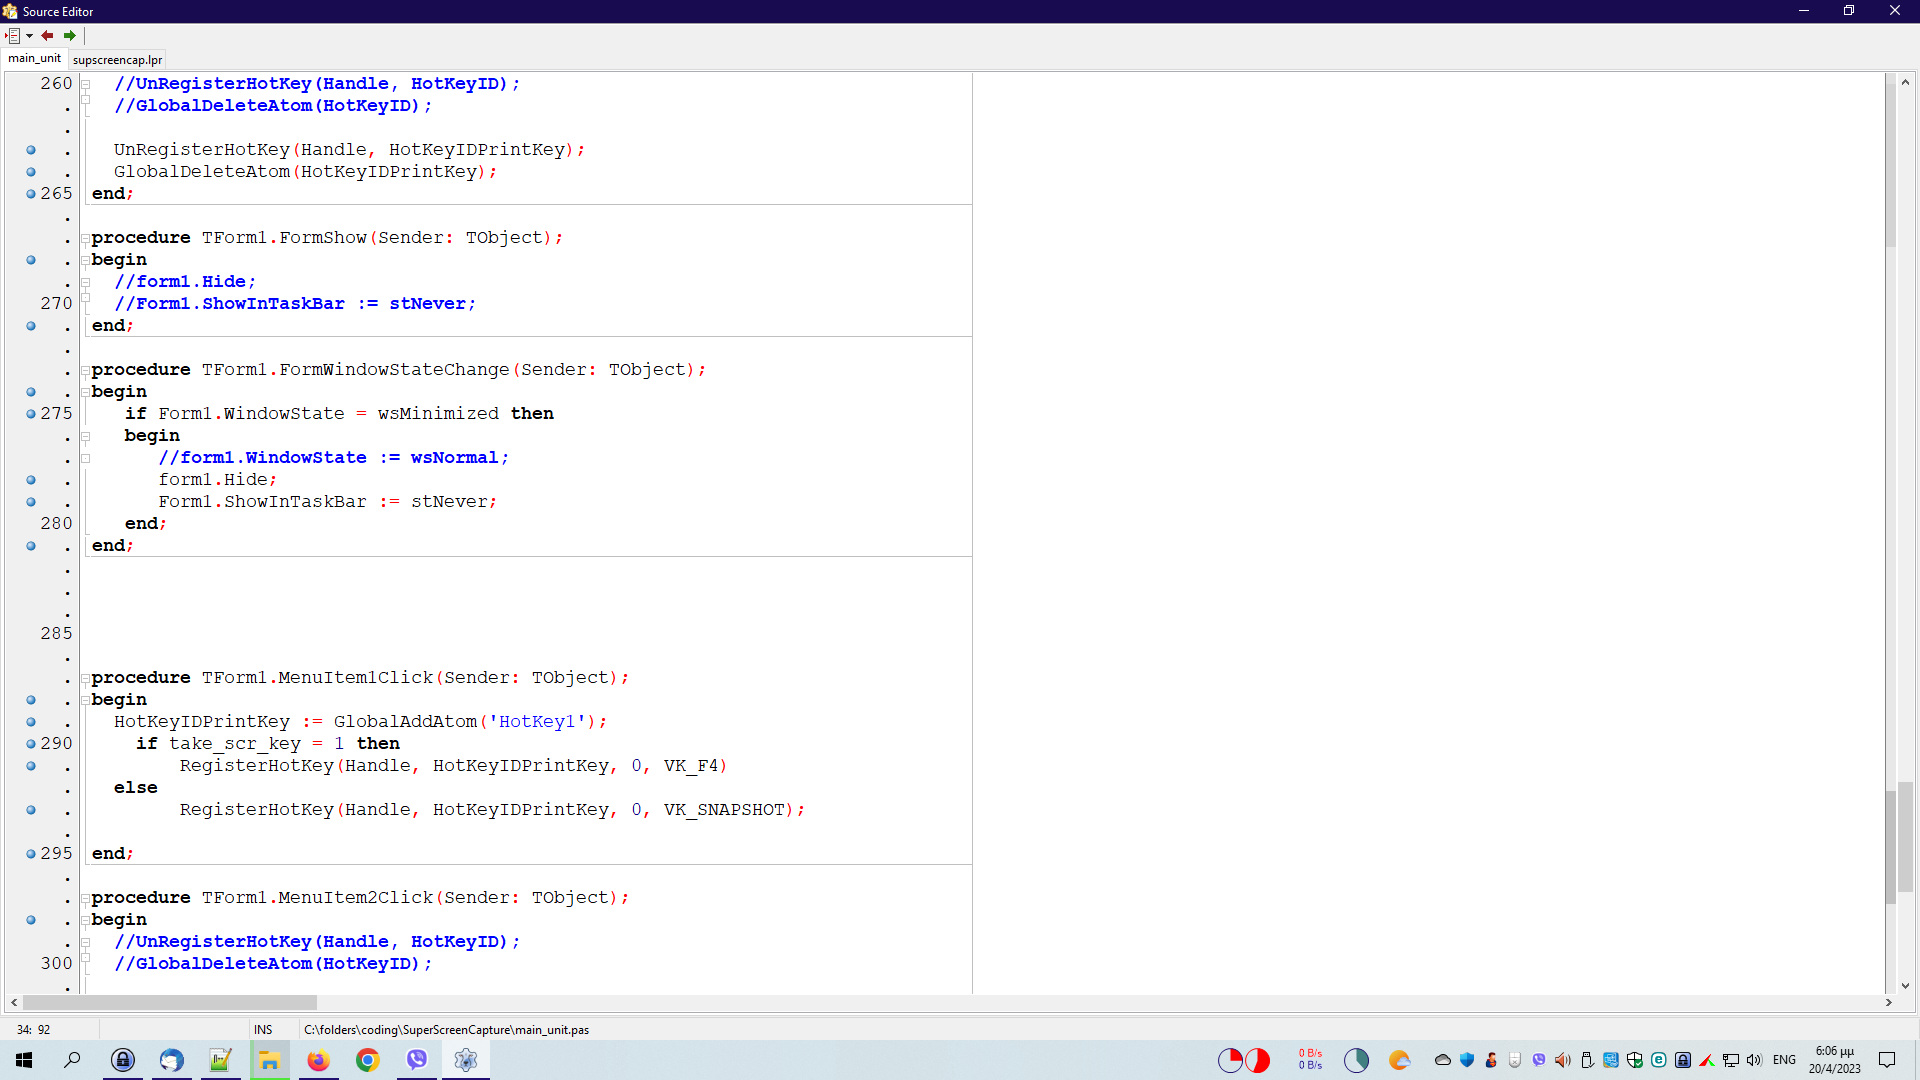 Source Editor
main_unit supscreencap.lpr
260 //UnRegisterHotKey(Handle, HotKeyID);
. //GlobalDeleteAtom(HotKeyID);
.
. UnRegisterHotKey(Handle, HotKeyIDPrintKey);
. GlobalDeleteAtom(HotKeyIDPrintKey);
265 end;
.
. procedure TForm1.FormShow(Sender: TObject);
. begin
. //form1.Hide;
270 //Form1.ShowInTaskBar := stNever;
. end;
.
. procedure TForm1.FormWindowStateChange(Sender: TObject);
. begin
275 if Form1.WindowState = wsMinimized then
. begin
. //form1.WindowState := wsNormal;
. form1.Hide;
. Form1.ShowInTaskBar := stNever;
280 end;
. end;
.
.
.
285
.
. procedure TForm1.MenuItem1Click(Sender: TObject);
. begin
. HotKeyIDPrintKey := GlobalAddAtom('HotKey1');
290 if take_scr_key = 1 then
. RegisterHotKey(Handle, HotKeyIDPrintKey, 0, VK_F4)
. else
. RegisterHotKey(Handle, HotKeyIDPrintKey, 0, VK_SNAPSHOT);
.
295 end;
.
. procedure TForm1.MenuItem2Click(Sender: TObject);
. begin
. //UnRegisterHotKey(Handle, HotKeyID);
300 //GlobalDeleteAtom(HotKeyID);
.
34: 92 INS C:\folders\coding\SuperScreenCapture\main_unit.pas
0 B/s
0 B/s
ENG
6:06 μμ
20/4/2023